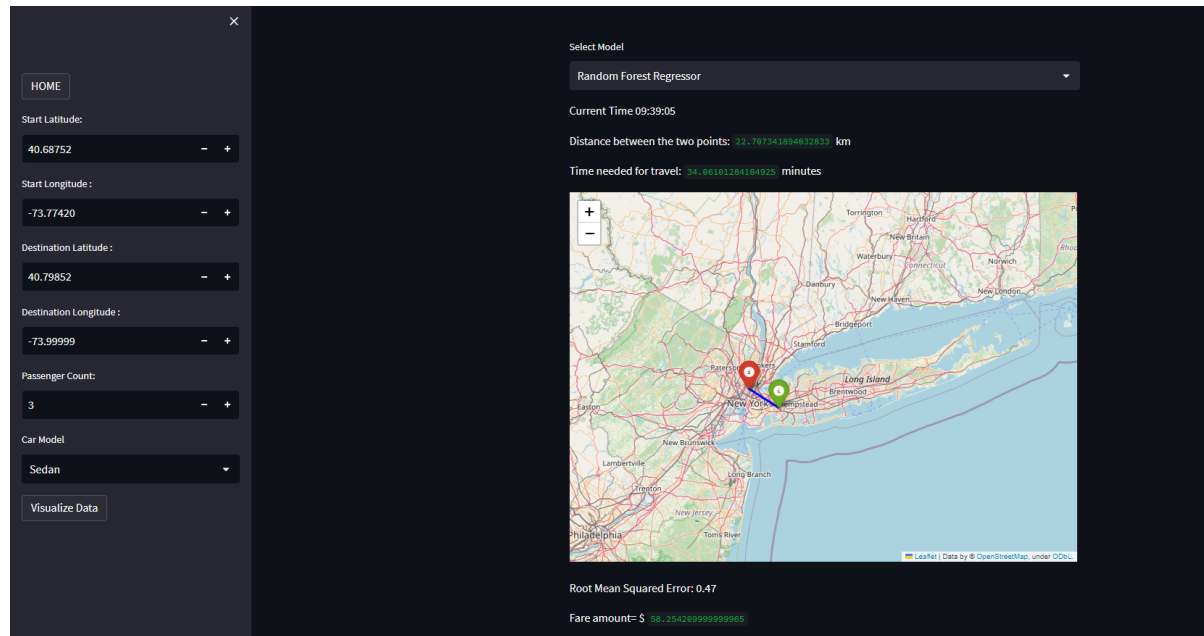 ×
HOME
Start Latitude:
40.68752 − +
Start Longitude :
-73.77420 − +
Destination Latitude :
40.79852 − +
Destination Longitude :
-73.99999 − +
Passenger Count:
3 − +
Car Model
Sedan
Visualize Data
Select Model
Random Forest Regressor
Current Time 09:39:05
Distance between the two points: 22.707341894032833 km
Time needed for travel: 34.06101284104925 minutes
+
−
Torrington
Hartford
New Britain
Waterbury
Connecticut
Norwich
Danbury
New London
New Haven
Bridgeport
Stamford
Long Island
Brentwood
New York
Easton
New Brunswick
Lambertville
Long Branch
Trenton
New Jersey
Philadelphia
Toms River
Leaflet | Data by © OpenStreetMap, under ODbL.
Root Mean Squared Error: 0.47
Fare amount= $ 58.254209999999965